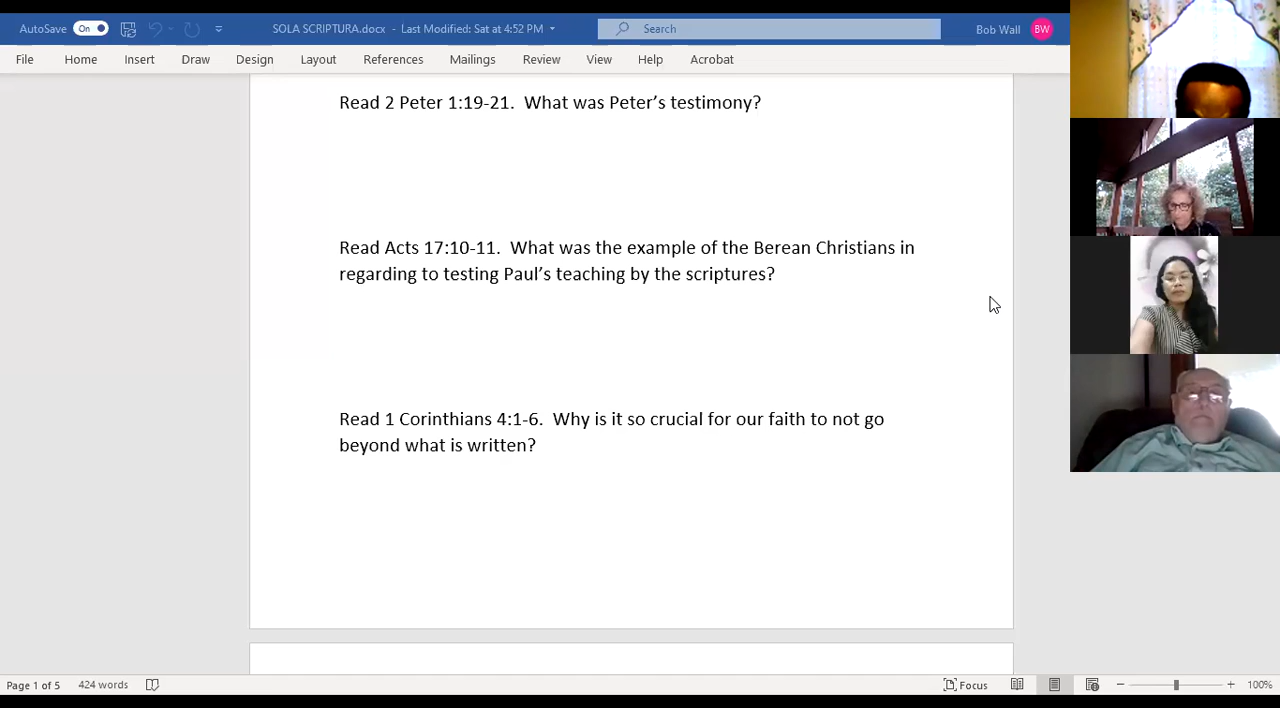 AutoSave On SOLA SCRIPTURA.docx - Last Modified: Sat at 4:52 PM Search Bob Wall BW
File Home Insert Draw Design Layout References Mailings Review View Help Acrobat
Read 2 Peter 1:19-21.  What was Peter’s testimony?
Read Acts 17:10-11.  What was the example of the Berean Christians in
regarding to testing Paul’s teaching by the scriptures?
Read 1 Corinthians 4:1-6.  Why is it so crucial for our faith to not go
beyond what is written?
Page 1 of 5 424 words Focus 100%